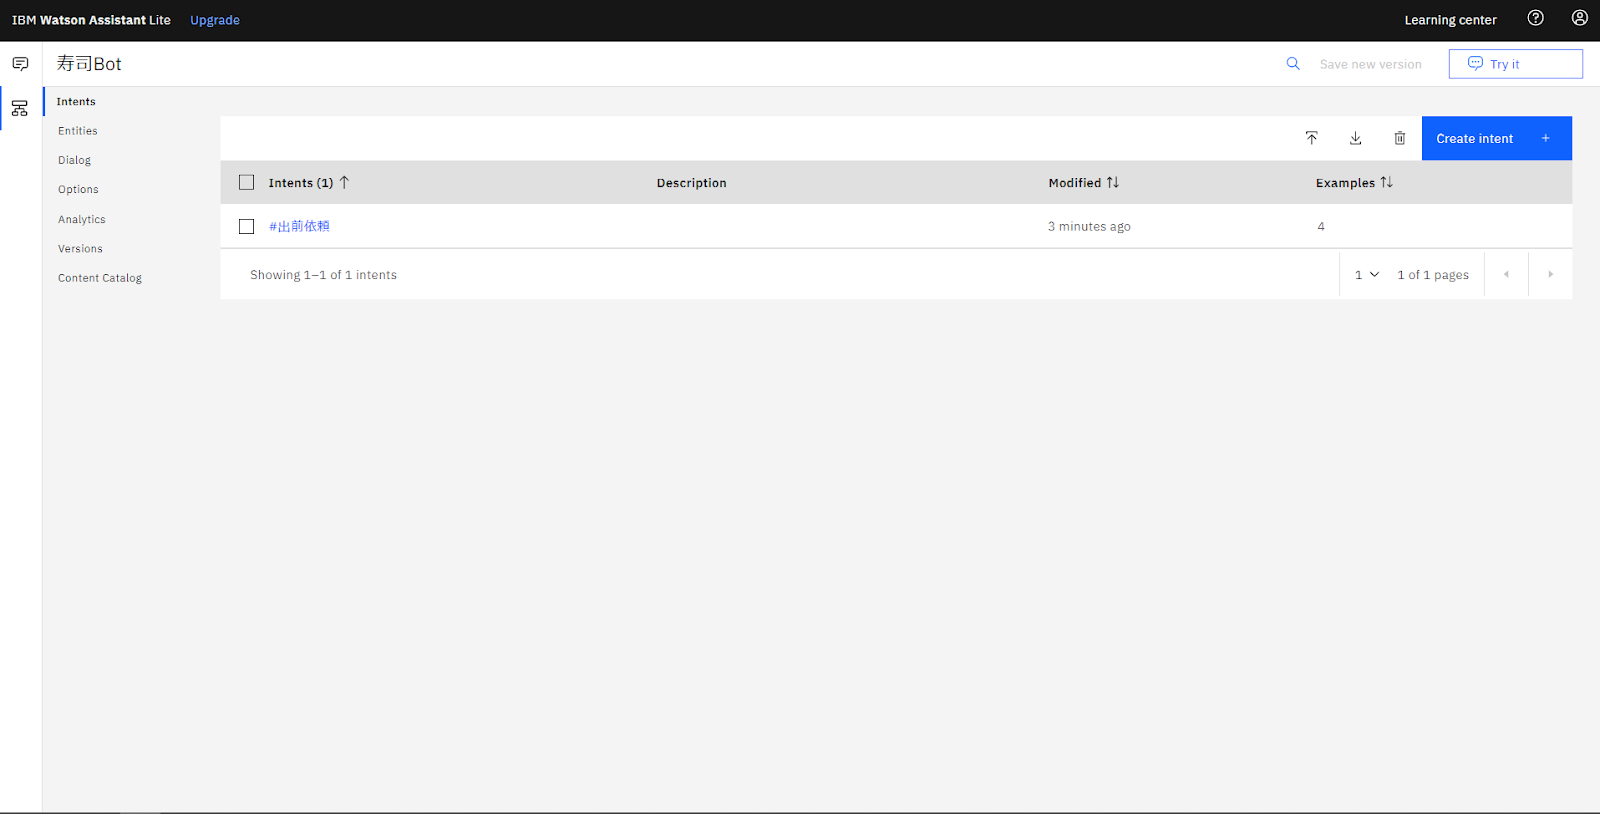 IBM Watson Assistant Lite Upgrade Learning center
寿司Bot Save new version Try it
Intents
Entities
Dialog
Options
Analytics
Versions
Content Catalog
Create intent +
Intents (1) Description Modified Examples
#出前依頼 3 minutes ago 4
Showing 1–1 of 1 intents 1 1 of 1 pages